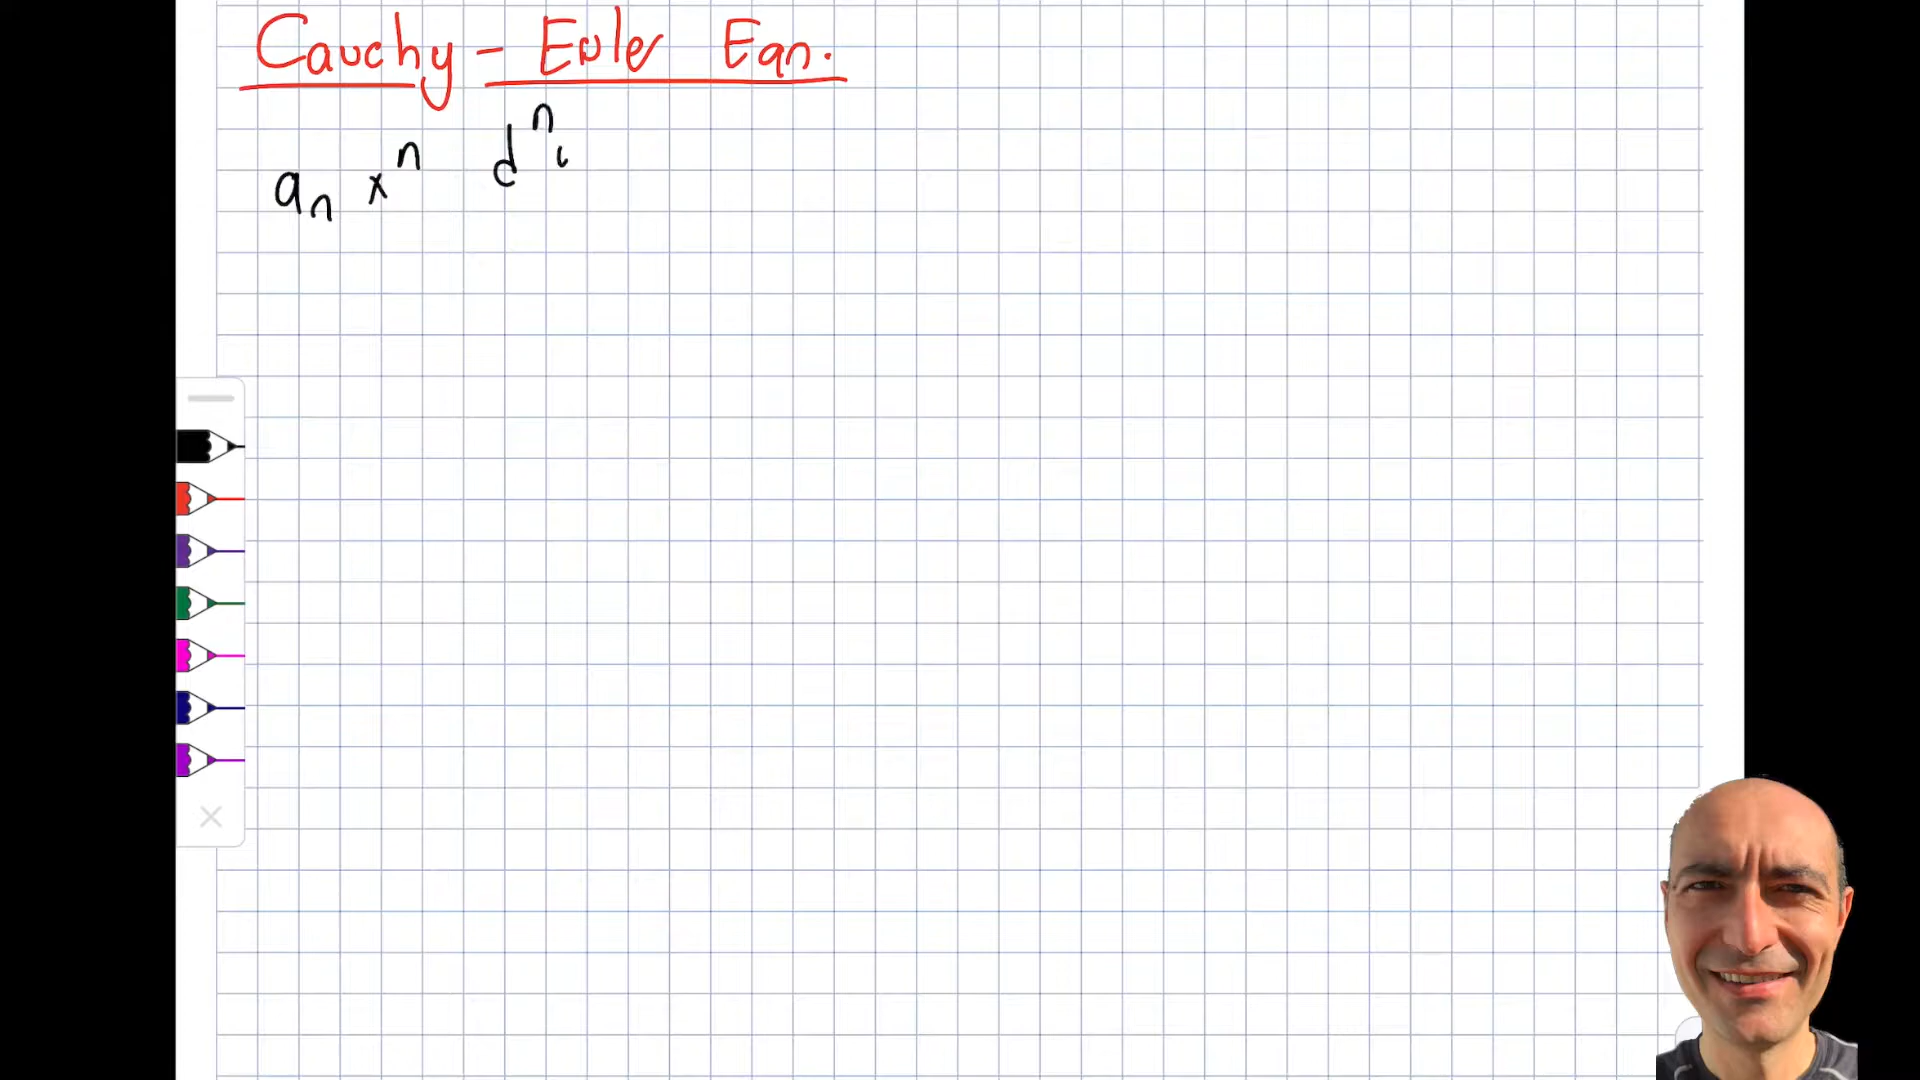 Cauchy - Euler Eqn.
aₙ xⁿ dⁿ